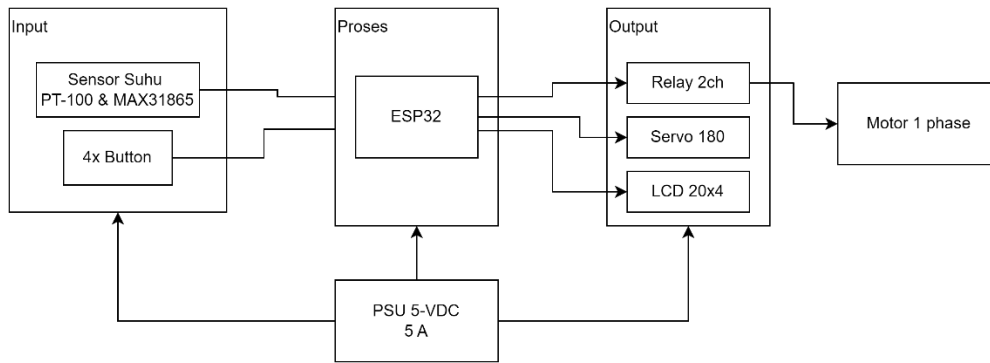 Input
Sensor Suhu
PT-100 & MAX31865
4x Button
Proses
ESP32
Output
Relay 2ch
Servo 180
LCD 20x4
Motor 1 phase
PSU 5-VDC
5 A